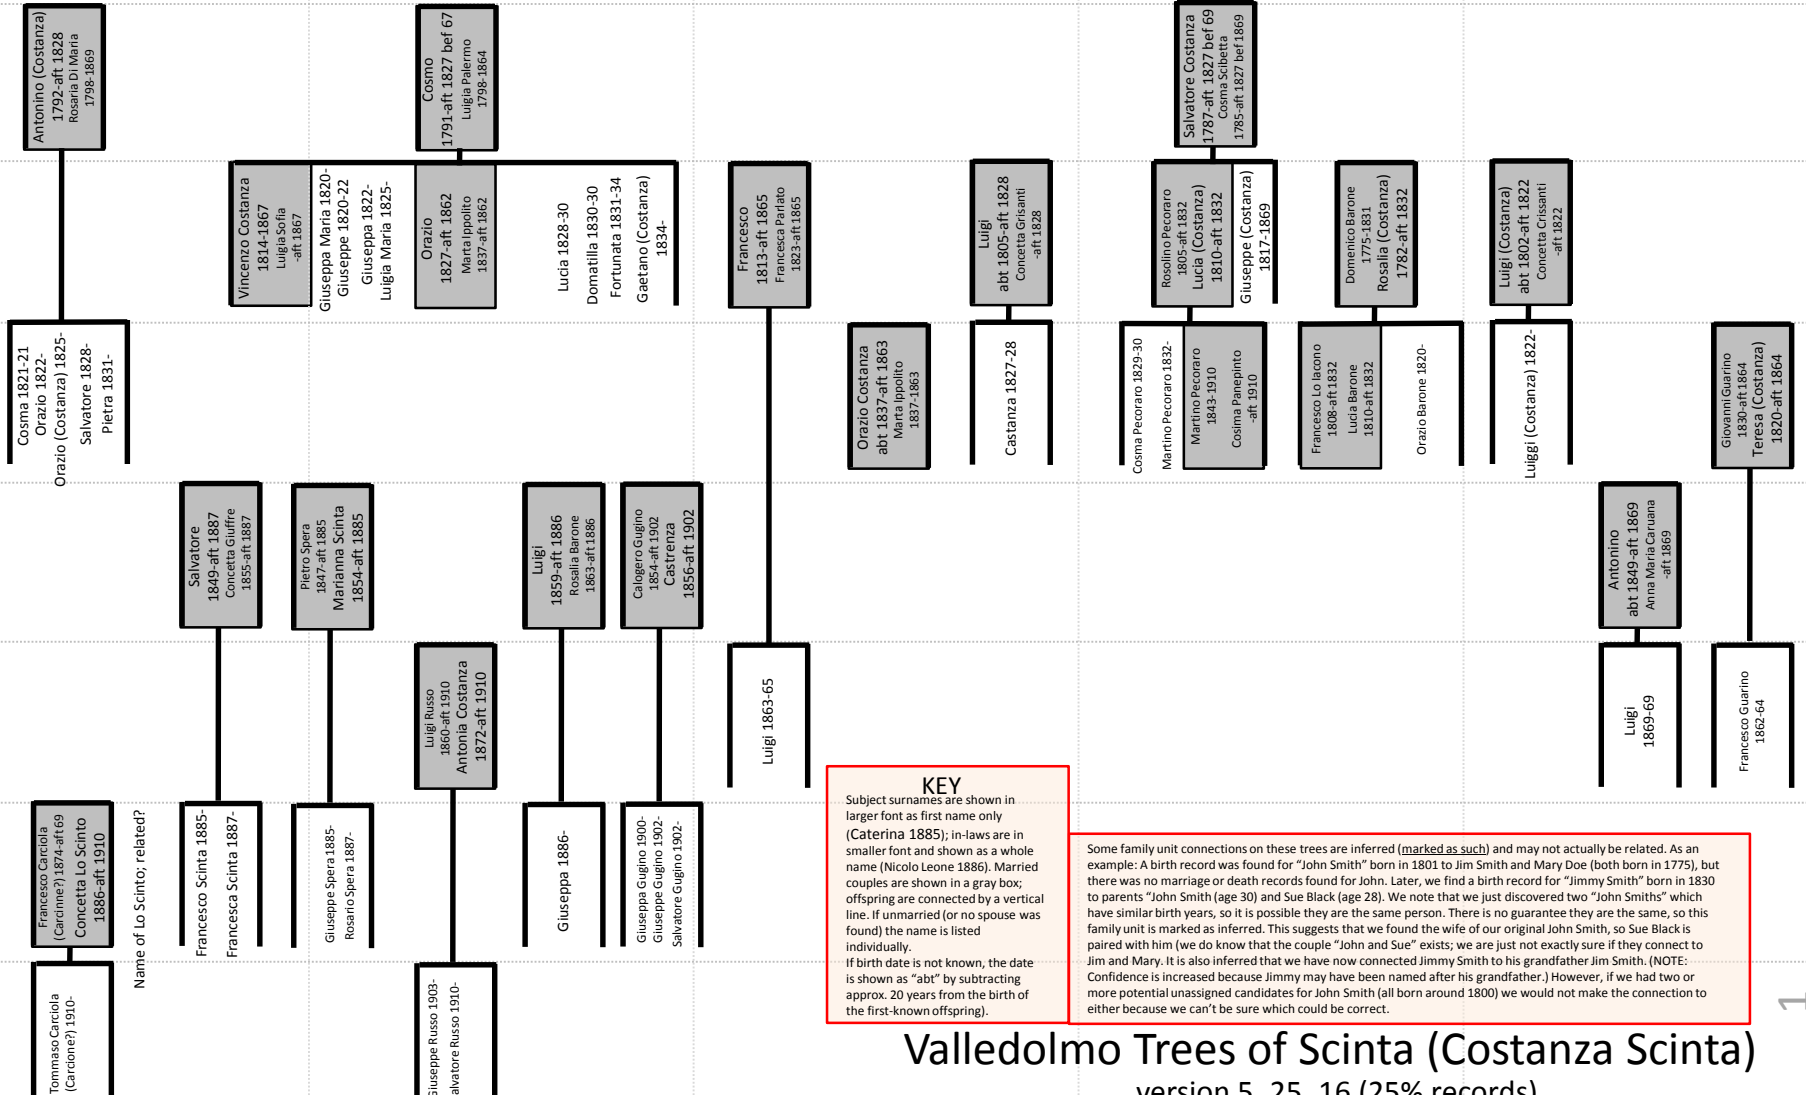 Antonino (Costanza)
1792-aft 1828
Rosaria Di Maria
1798-1869
Cosmo
1791-aft 1827 bef 67
Luigia Palermo
1798-1864
Salvatore Costanza
1787-aft 1827 bef 69
Cosma Scibetta
1785-aft 1827 bef 1869
Vincenzo Costanza
1814-1867
Luigia Sofia
-aft 1867
Giuseppa Maria 1820-
Giuseppe 1820-22
Giuseppa 1822-
Luigia Maria 1825-
Orazio
1827-aft 1862
Marta Ippolito
1837-aft 1862
Lucia 1828-30
Domatilla 1830-30
Fortunata 1831-34
Gaetano (Costanza)
1834-
Francesco
1813-aft 1865
Francesca Parlato
1823-aft 1865
Luigi
abt 1805-aft 1828
Concetta Grisanti
-aft 1828
Rosolino Pecoraro
1805-aft 1832
Lucia (Costanza)
1810-aft 1832
Giuseppe (Costanza)
1817-1869
Domenico Barone
1775-1831
Rosalia (Costanza)
1782-aft 1832
Luigi (Costanza)
abt 1802-aft 1822
Concetta Crissanti
-aft 1822
Cosma 1821-21
Orazio 1822-
Orazio (Costanza) 1825-
Salvatore 1828-
Pietra 1831-
Orazio Costanza
abt 1837-aft 1863
Marta Ippolito
1837-1863
Castanza 1827-28
Cosma Pecoraro 1829-30
Martino Pecoraro 1832-
Martino Pecoraro
1843-1910
Cosima Panepinto
-aft 1910
Francesco Lo Iacono
1808-aft 1832
Lucia Barone
1810-aft 1832
Orazio Barone 1820-
Luiggi (Costanza) 1822-
Giovanni Guarino
1830-aft 1864
Teresa (Costanza)
1820-aft 1864
Salvatore
1849-aft 1887
Concetta Giuffre
1855-aft 1887
Pietro Spera
1847-aft 1885
Marianna Scinta
1854-aft 1885
Luigi
1859-aft 1886
Rosalia Barone
1863-aft 1886
Calogero Gugino
1854-aft 1902
Castrenza
1856-aft 1902
Antonino
abt 1849-aft 1869
Anna Maria Caruana
-aft 1869
Luigi Russo
1860-aft 1910
Antonia Costanza
1872-aft 1910
Luigi 1863-65
Luigi
1869-69
Francesco Guarino
1862-64
Francesco Carciola
(Carcinne?) 1874-aft 69
Concetta Lo Scinto
1886-aft 1910
Name of Lo Scinto; related?
Francesco Scinta 1885-
Francesca Scinta 1887-
Giuseppe Spera 1885-
Rosario Spera 1887-
Giuseppa 1886-
Giuseppa Gugino 1900-
Giuseppe Gugino 1902-
Salvatore Gugino 1902-
Tommaso Carciola
(Carcione?) 1910-
Giuseppe Russo 1903-
alvatore Russo 1910-
KEY
Subject surnames are shown in
larger font as first name only
(Caterina 1885); in-laws are in
smaller font and shown as a whole
name (Nicolo Leone 1886). Married
couples are shown in a gray box;
offspring are connected by a vertical
line. If unmarried (or no spouse was
found) the name is listed
individually.
If birth date is not known, the date
is shown as “abt” by subtracting
approx. 20 years from the birth of
the first-known offspring).
Some family unit connections on these trees are inferred (marked as such) and may not actually be related. As an
example: A birth record was found for “John Smith” born in 1801 to Jim Smith and Mary Doe (both born in 1775), but
there was no marriage or death records found for John. Later, we find a birth record for “Jimmy Smith” born in 1830
to parents “John Smith (age 30) and Sue Black (age 28). We note that we just discovered two “John Smiths” which
have similar birth years, so it is possible they are the same person. There is no guarantee they are the same, so this
family unit is marked as inferred. This suggests that we found the wife of our original John Smith, so Sue Black is
paired with him (we do know that the couple “John and Sue” exists; we are just not exactly sure if they connect to
Jim and Mary. It is also inferred that we have now connected Jimmy Smith to his grandfather Jim Smith. (NOTE:
Confidence is increased because Jimmy may have been named after his grandfather.) However, if we had two or
more potential unassigned candidates for John Smith (all born around 1800) we would not make the connection to
either because we can’t be sure which could be correct.
1
Valledolmo Trees of Scinta (Costanza Scinta)
version 5_25_16 (25% records)